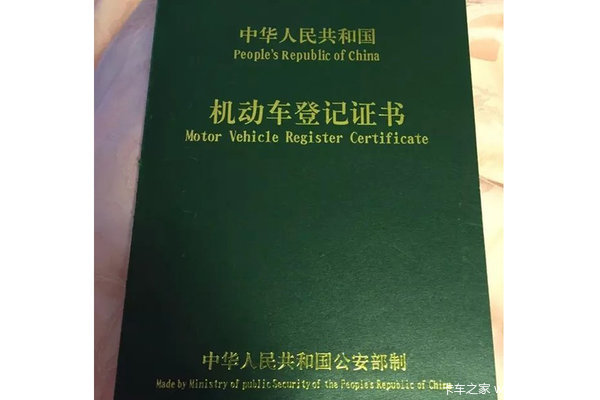 中华人民共和国
People's Republic of China
机动车登记证书
Motor Vehicle Register Certificate
中华人民共和国公安部制
Made by Ministry of public Security of the People's Republic of China
卡车之家